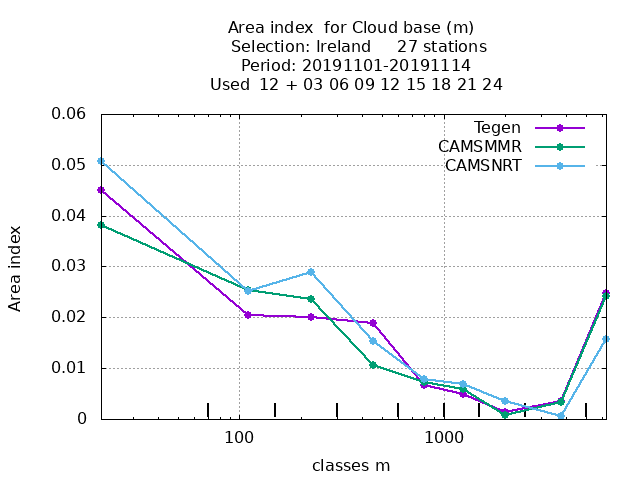 Area index  for Cloud base (m)
Selection: Ireland     27 stations
Period: 20191101-20191114
Used  12 + 03 06 09 12 15 18 21 24
Tegen
CAMSMMR
CAMSNRT
0.06
0.05
0.04
0.03
0.02
0.01
0
Area index
100
1000
classes m